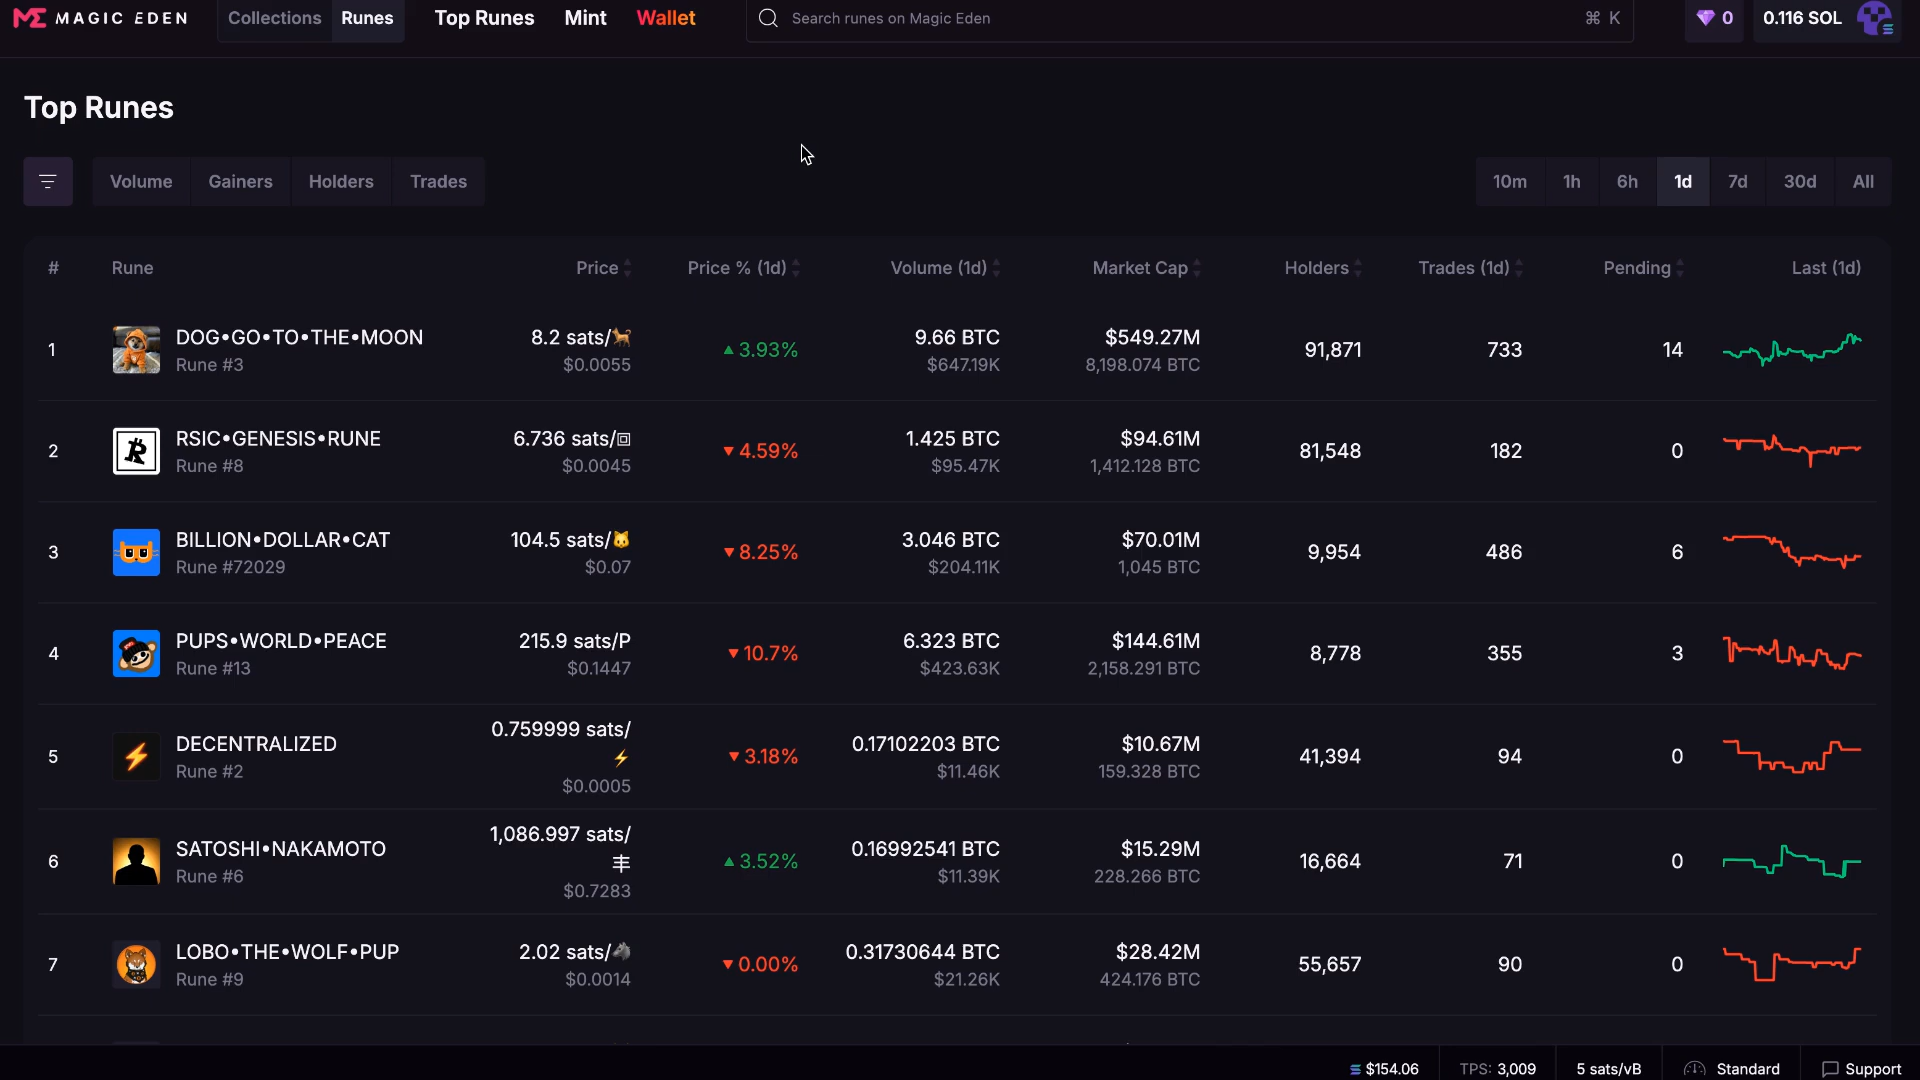 MAGIC EDEN
Collections
Runes
Top Runes
Mint
Wallet
Search runes on Magic Eden
⌘ K
0
0.116 SOL
Top Runes
Volume
Gainers
Holders
Trades
10m
1h
6h
1d
7d
30d
All
# Rune Price Price % (1d) Volume (1d) Market Cap Holders Trades (1d) Pending Last (1d)
1 DOG•GO•TO•THE•MOON 8.2 sats/🐕 ▲3.93% 9.66 BTC $549.27M 91,871 733 14
Rune #3 $0.0055 $647.19K 8,198.074 BTC
2 RSIC•GENESIS•RUNE 6.736 sats/⧈ ▼4.59% 1.425 BTC $94.61M 81,548 182 0
Rune #8 $0.0045 $95.47K 1,412.128 BTC
3 BILLION•DOLLAR•CAT 104.5 sats/🐱 ▼8.25% 3.046 BTC $70.01M 9,954 486 6
Rune #72029 $0.07 $204.11K 1,045 BTC
4 PUPS•WORLD•PEACE 215.9 sats/P ▼10.7% 6.323 BTC $144.61M 8,778 355 3
Rune #13 $0.1447 $423.63K 2,158.291 BTC
5 DECENTRALIZED 0.759999 sats/⚡ ▼3.18% 0.17102203 BTC $10.67M 41,394 94 0
Rune #2 $0.0005 $11.46K 159.328 BTC
6 SATOSHI•NAKAMOTO 1,086.997 sats/丰 ▲3.52% 0.16992541 BTC $15.29M 16,664 71 0
Rune #6 $0.7283 $11.39K 228.266 BTC
7 LOBO•THE•WOLF•PUP 2.02 sats/🐺 ▼0.00% 0.31730644 BTC $28.42M 55,657 90 0
Rune #9 $0.0014 $21.26K 424.176 BTC
$154.06
TPS: 3,009
5 sats/vB
Standard
Support